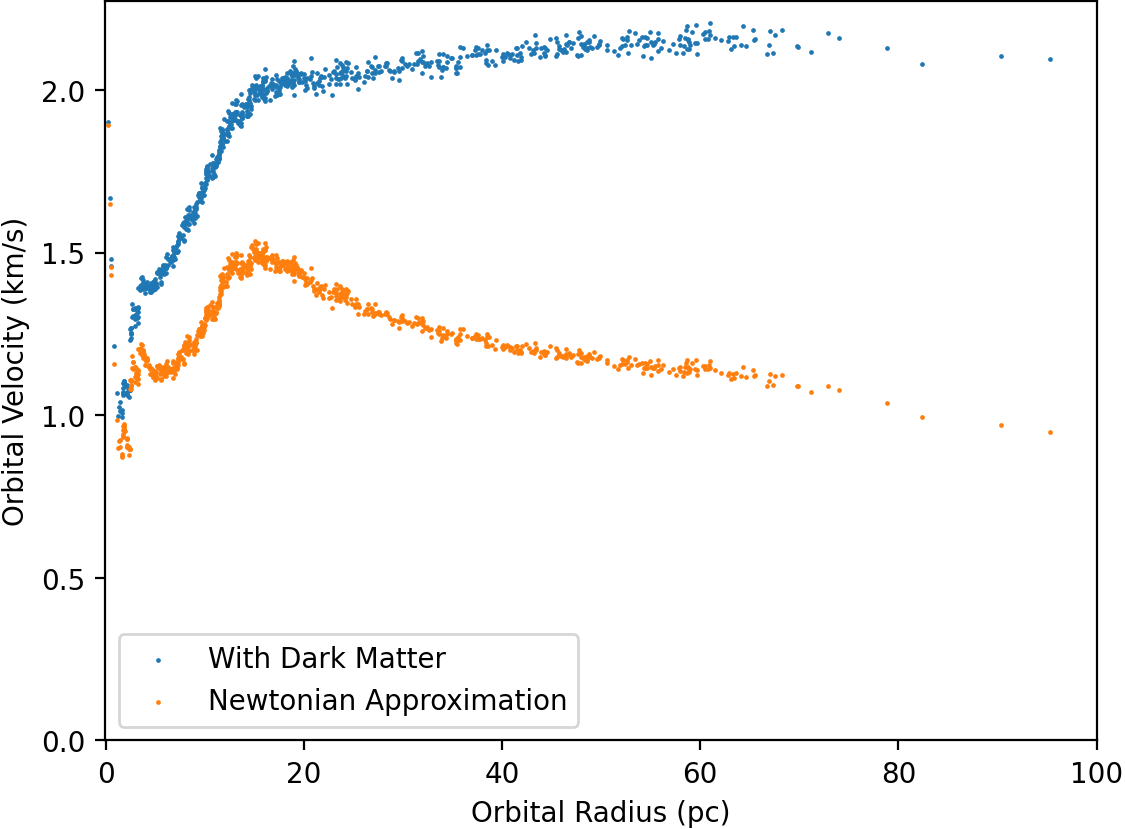 Orbital Velocity (km/s)
2.0
1.5
1.0
0.5
0.0
With Dark Matter
Newtonian Approximation
0 20 40 60 80 100
Orbital Radius (pc)